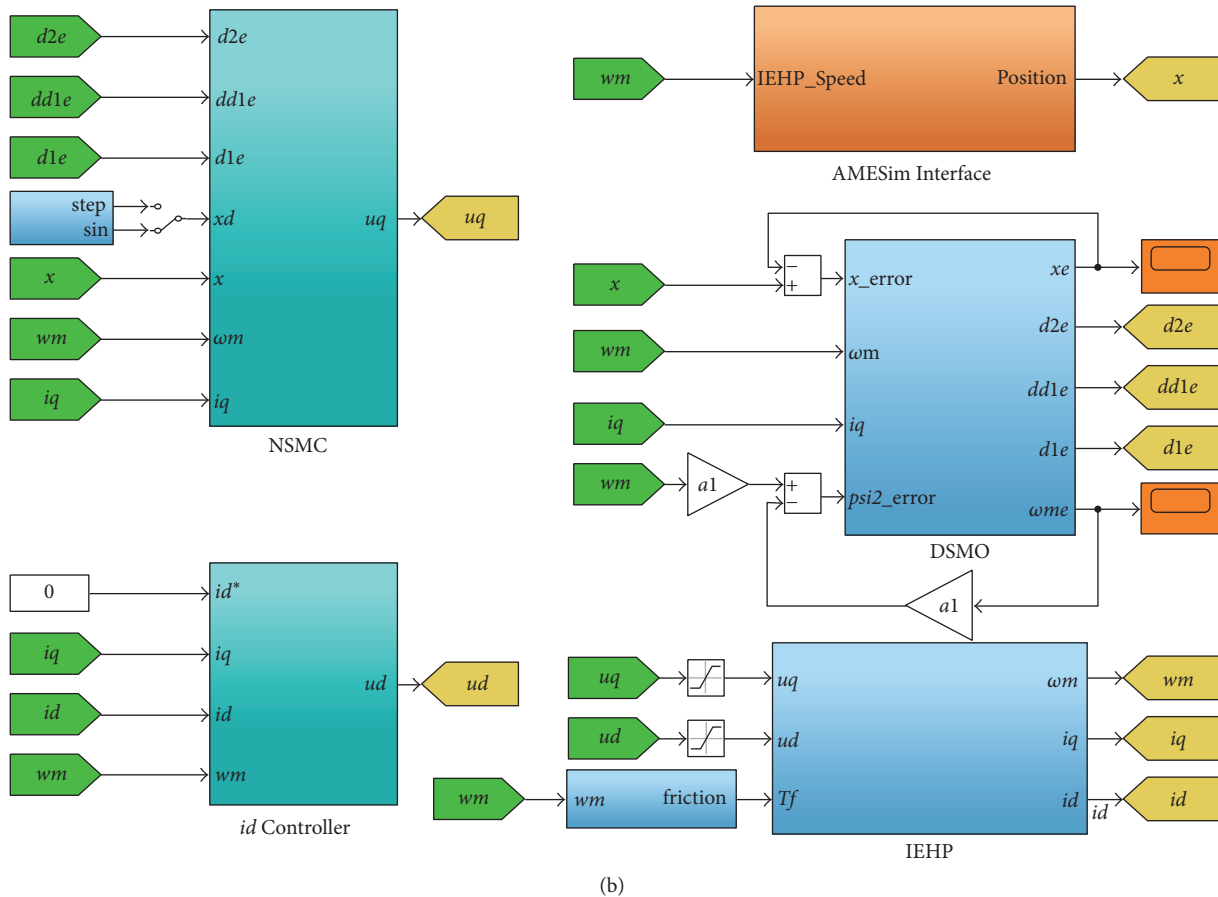 d2e
d2e
dd1e
dd1e
d1e
d1e
step
sin
xd
uq
uq
x
x
wm
ωm
iq
iq
NSMC
wm
IEHP_Speed
Position
x
AMESim Interface
x
−
+
x_error
xe
wm
ωm
d2e
d2e
iq
iq
dd1e
dd1e
d1e
d1e
wm
a1
+
−
psi2_error
ωme
DSMO
a1
0
id*
iq
iq
ud
ud
id
id
wm
wm
id Controller
uq
uq
ωm
wm
ud
ud
iq
iq
wm
wm
friction
Tf
id
id
id
IEHP
(b)